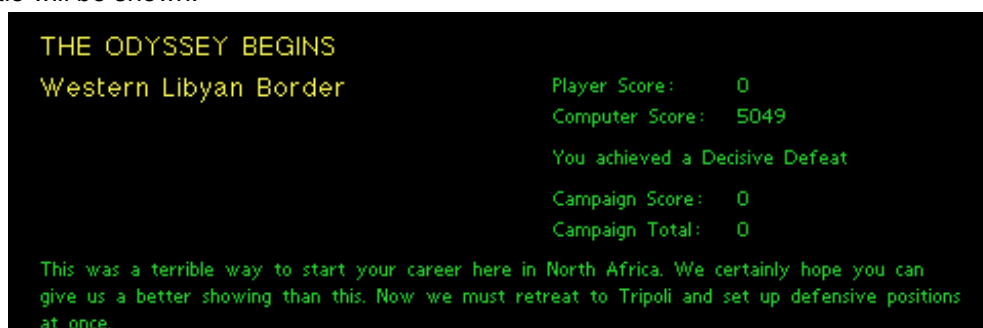 will be shown.
THE ODYSSEY BEGINS
Western Libyan Border
Player Score: 0
Computer Score: 5049
You achieved a Decisive Defeat
Campaign Score: 0
Campaign Total: 0
This was a terrible way to start your career here in North Africa. We certainly hope you can
give us a better showing than this. Now we must retreat to Tripoli and set up defensive positions
at once.